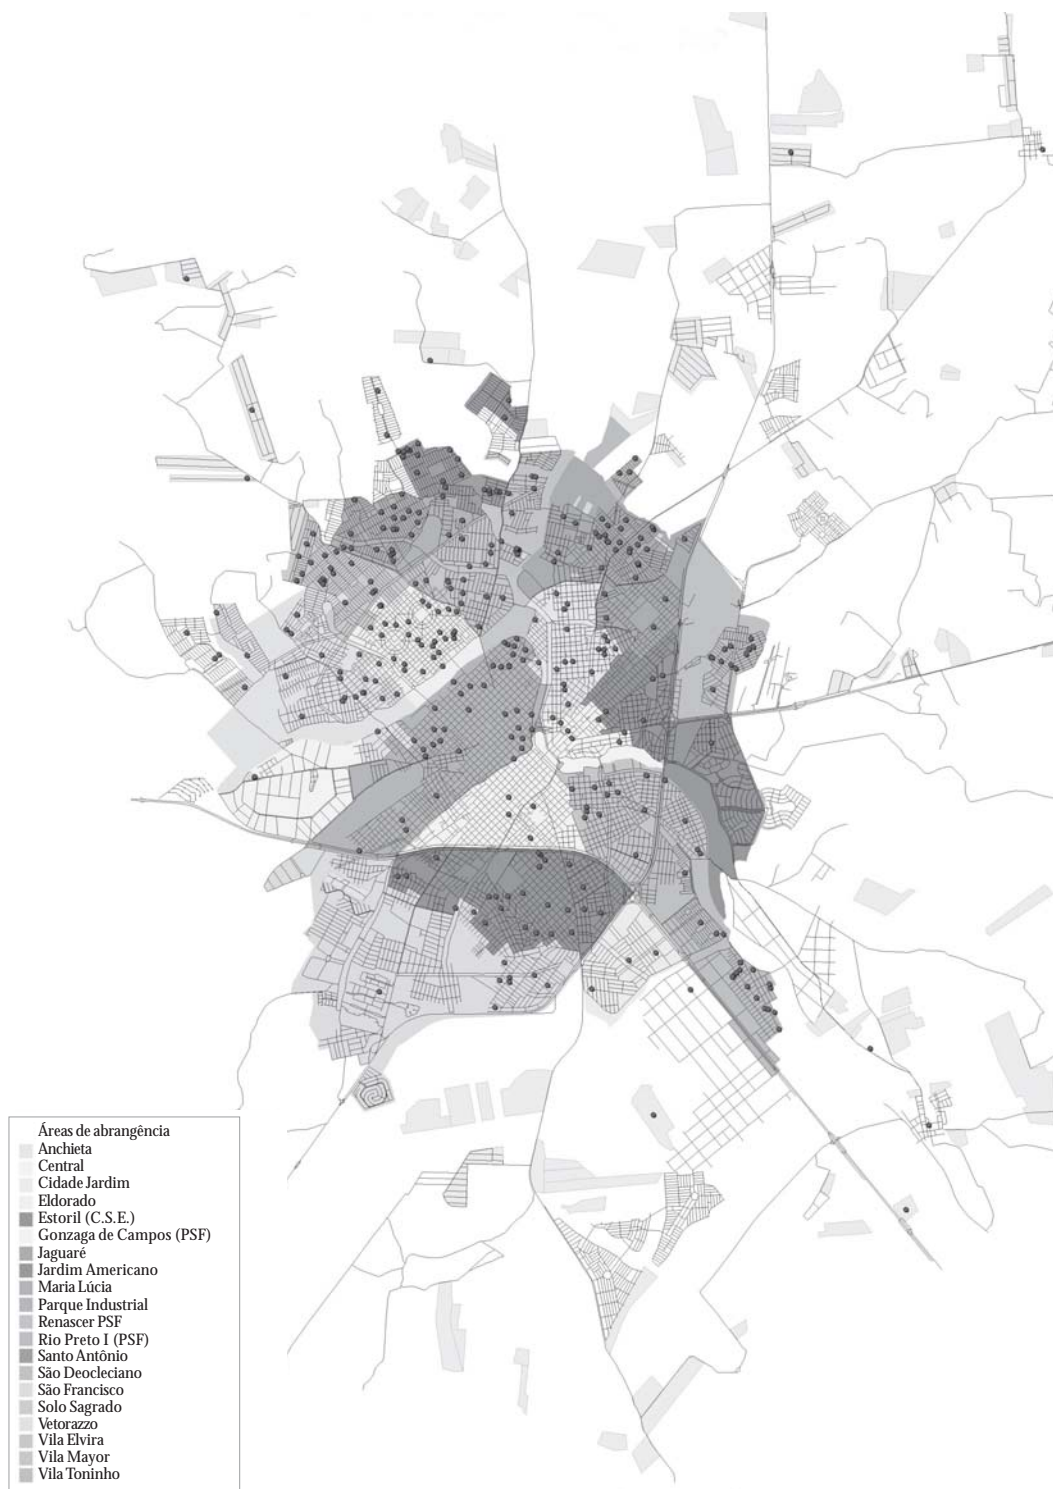 Áreas de abrangência
Anchieta
Central
Cidade Jardim
Eldorado
Estoril (C.S.E.)
Gonzaga de Campos (PSF)
Jaguaré
Jardim Americano
Maria Lúcia
Parque Industrial
Renascer PSF
Rio Preto I (PSF)
Santo Antônio
São Deocleciano
São Francisco
Solo Sagrado
Vetorazzo
Vila Elvira
Vila Mayor
Vila Toninho